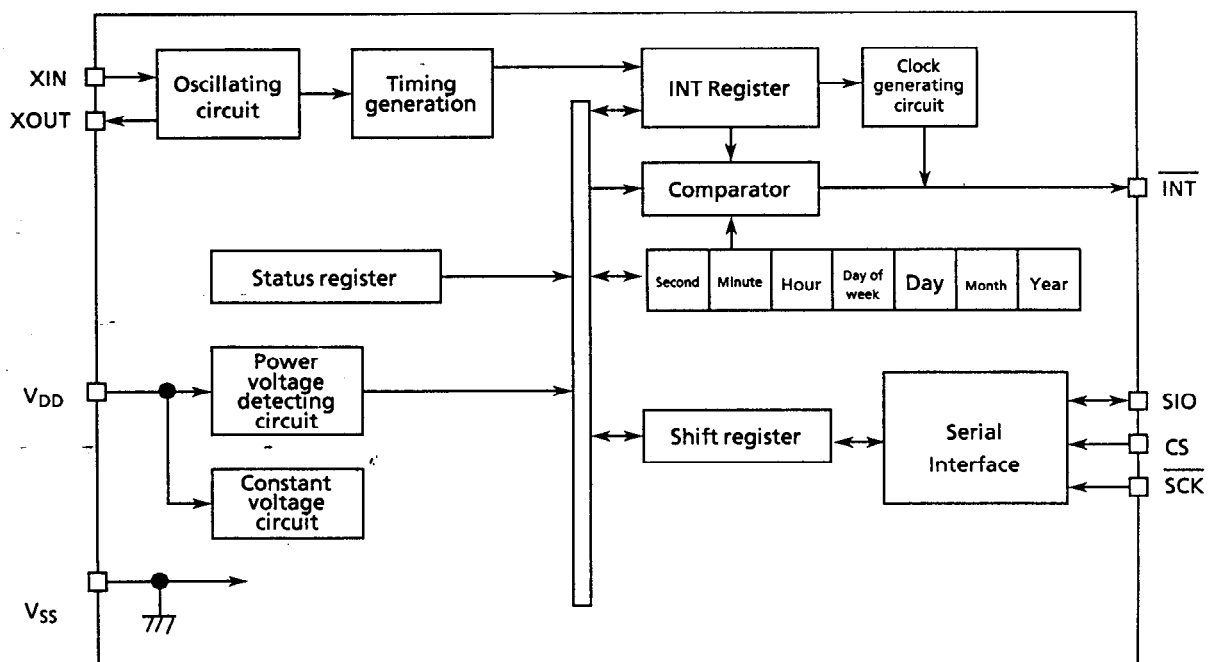 XIN
XOUT
Oscillating
circuit
Timing
generation
INT Register
Clock
generating
circuit
Comparator
INT
Status register
Second
Minute
Hour
Day of
week
Day
Month
Year
VDD
Power
voltage
detecting
circuit
Constant
voltage
circuit
Shift register
Serial
Interface
SIO
CS
SCK
VSS